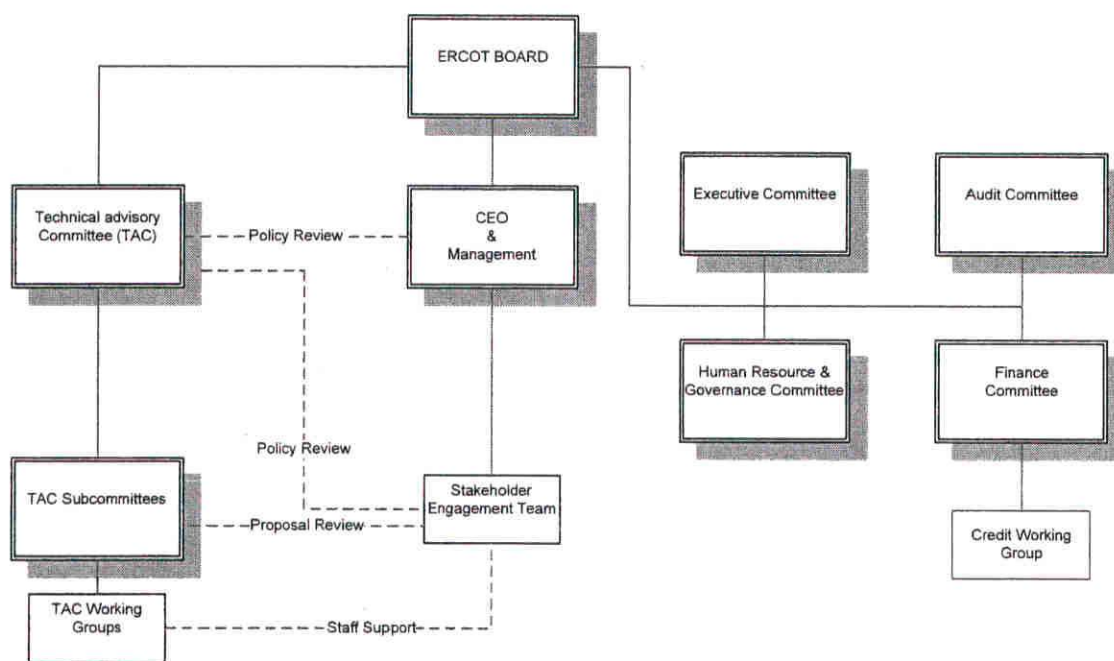 ERCOT BOARD
Technical advisory
Committee (TAC)
Policy Review
CEO
&
Management
Executive Committee
Audit Committee
Human Resource &
Governance Committee
Finance
Committee
Policy Review
TAC Subcommittees
Proposal Review
Stakeholder
Engagement Team
Credit Working
Group
TAC Working
Groups
Staff Support